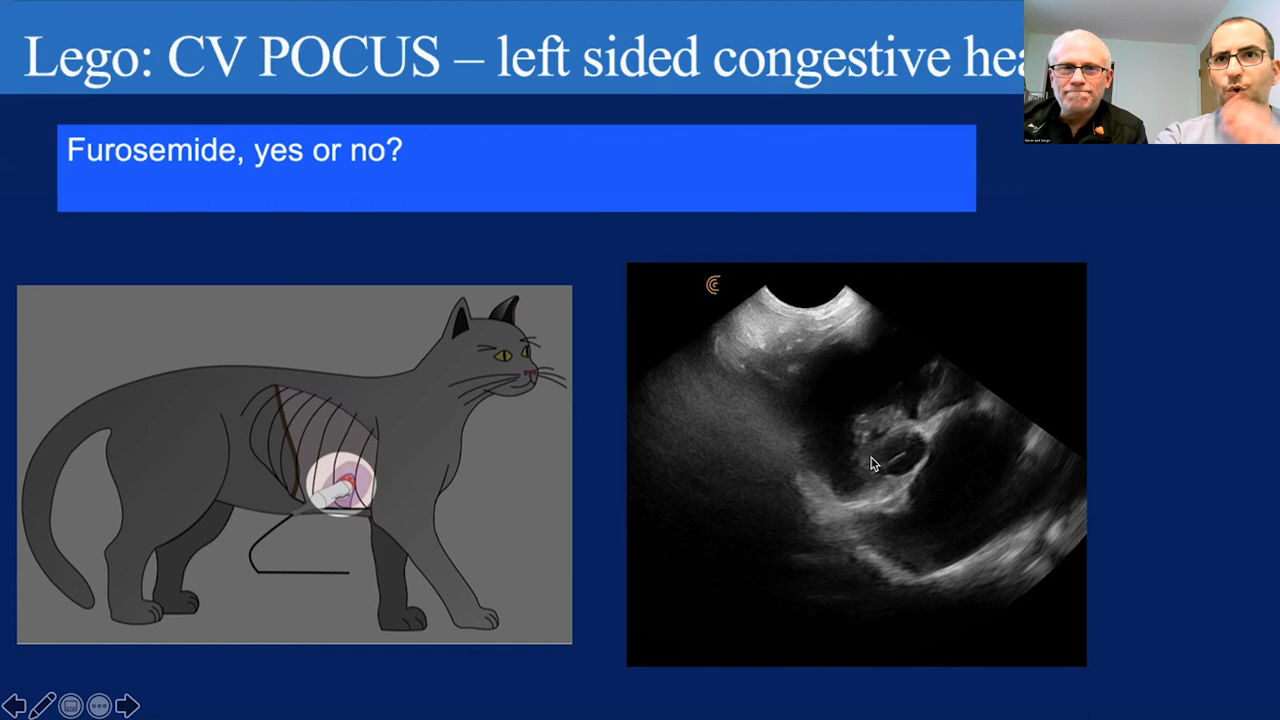 Lego: CV POCUS – left sided congestive hea
Furosemide, yes or no?